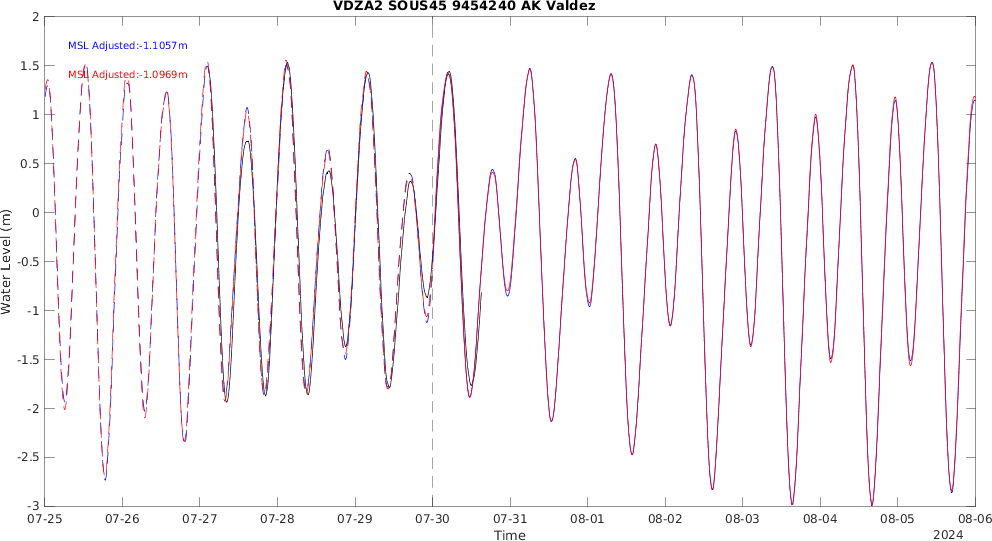 VDZA2 SOUS45 9454240 AK Valdez
MSL Adjusted:-1.1057m
MSL Adjusted:-1.0969m
Water Level (m)
2
1.5
1
0.5
0
-0.5
-1
-1.5
-2
-2.5
-3
07-25 07-26 07-27 07-28 07-29 07-30 07-31 08-01 08-02 08-03 08-04 08-05 08-06
Time
2024